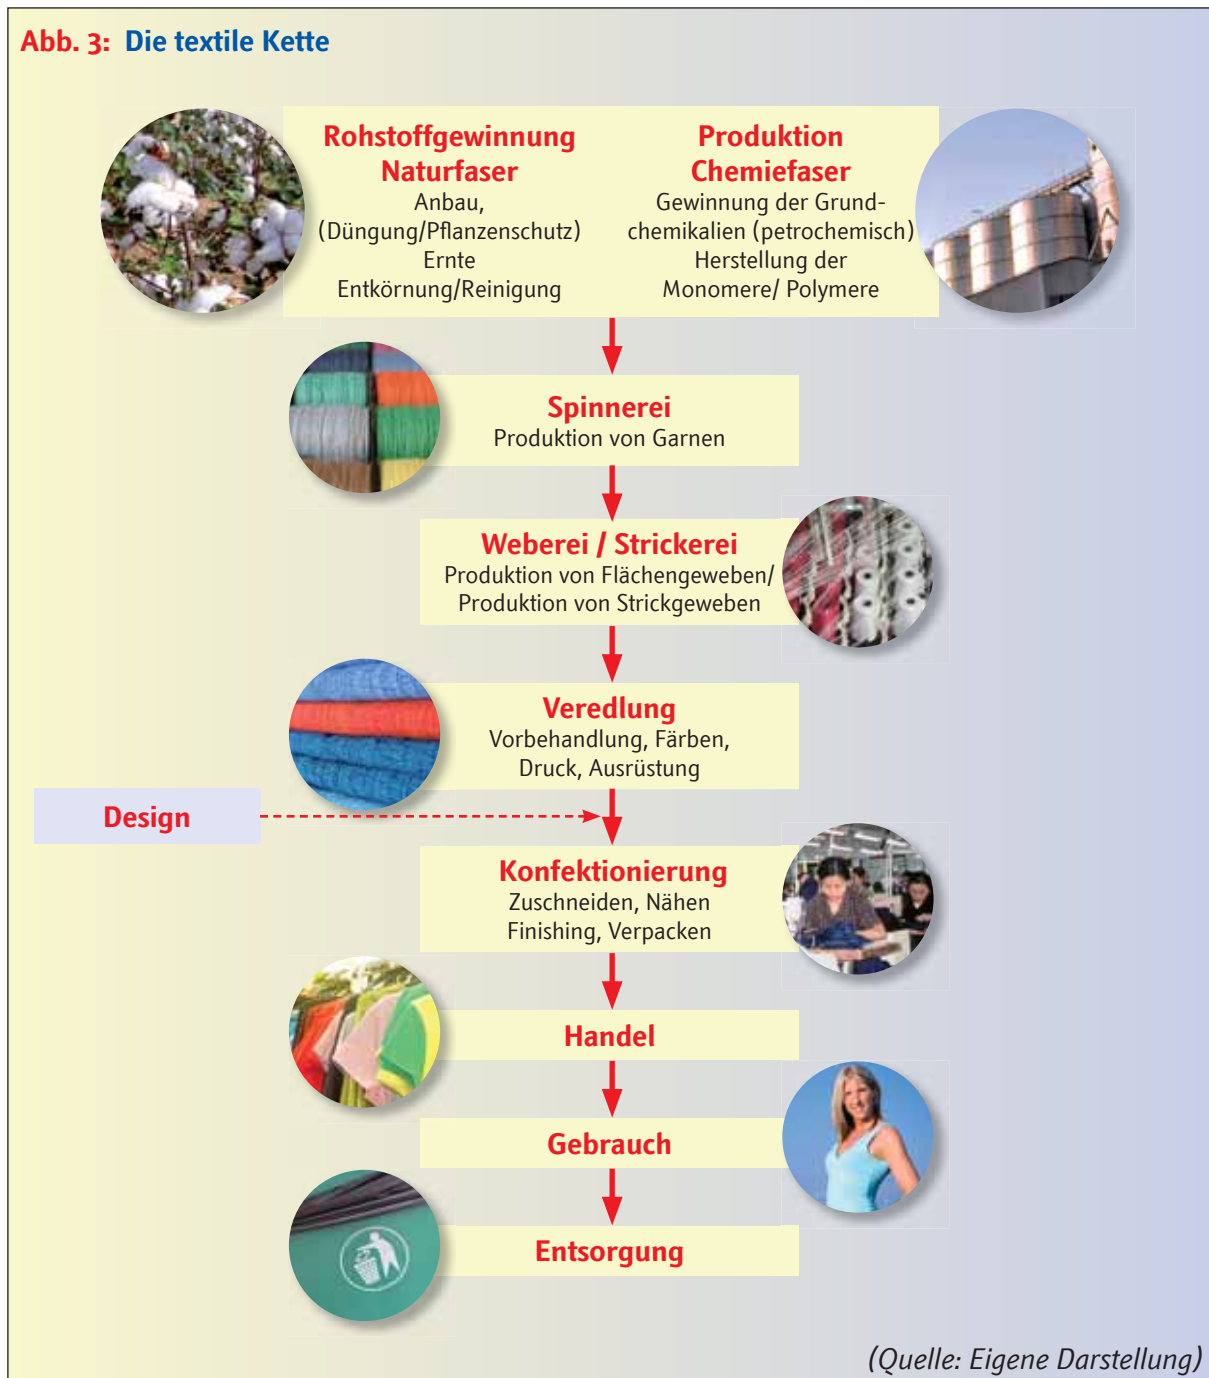 Abb. 3: Die textile Kette
Rohstoffgewinnung
Naturfaser
Anbau,
(Düngung/Pflanzenschutz)
Ernte
Entkörnung/Reinigung
Produktion
Chemiefaser
Gewinnung der Grund-
chemikalien (petrochemisch)
Herstellung der
Monomere/ Polymere
Spinnerei
Produktion von Garnen
Weberei / Strickerei
Produktion von Flächengeweben/
Produktion von Strickgeweben
Veredlung
Vorbehandlung, Färben,
Druck, Ausrüstung
Design
Konfektionierung
Zuschneiden, Nähen
Finishing, Verpacken
Handel
Gebrauch
Entsorgung
(Quelle: Eigene Darstellung)